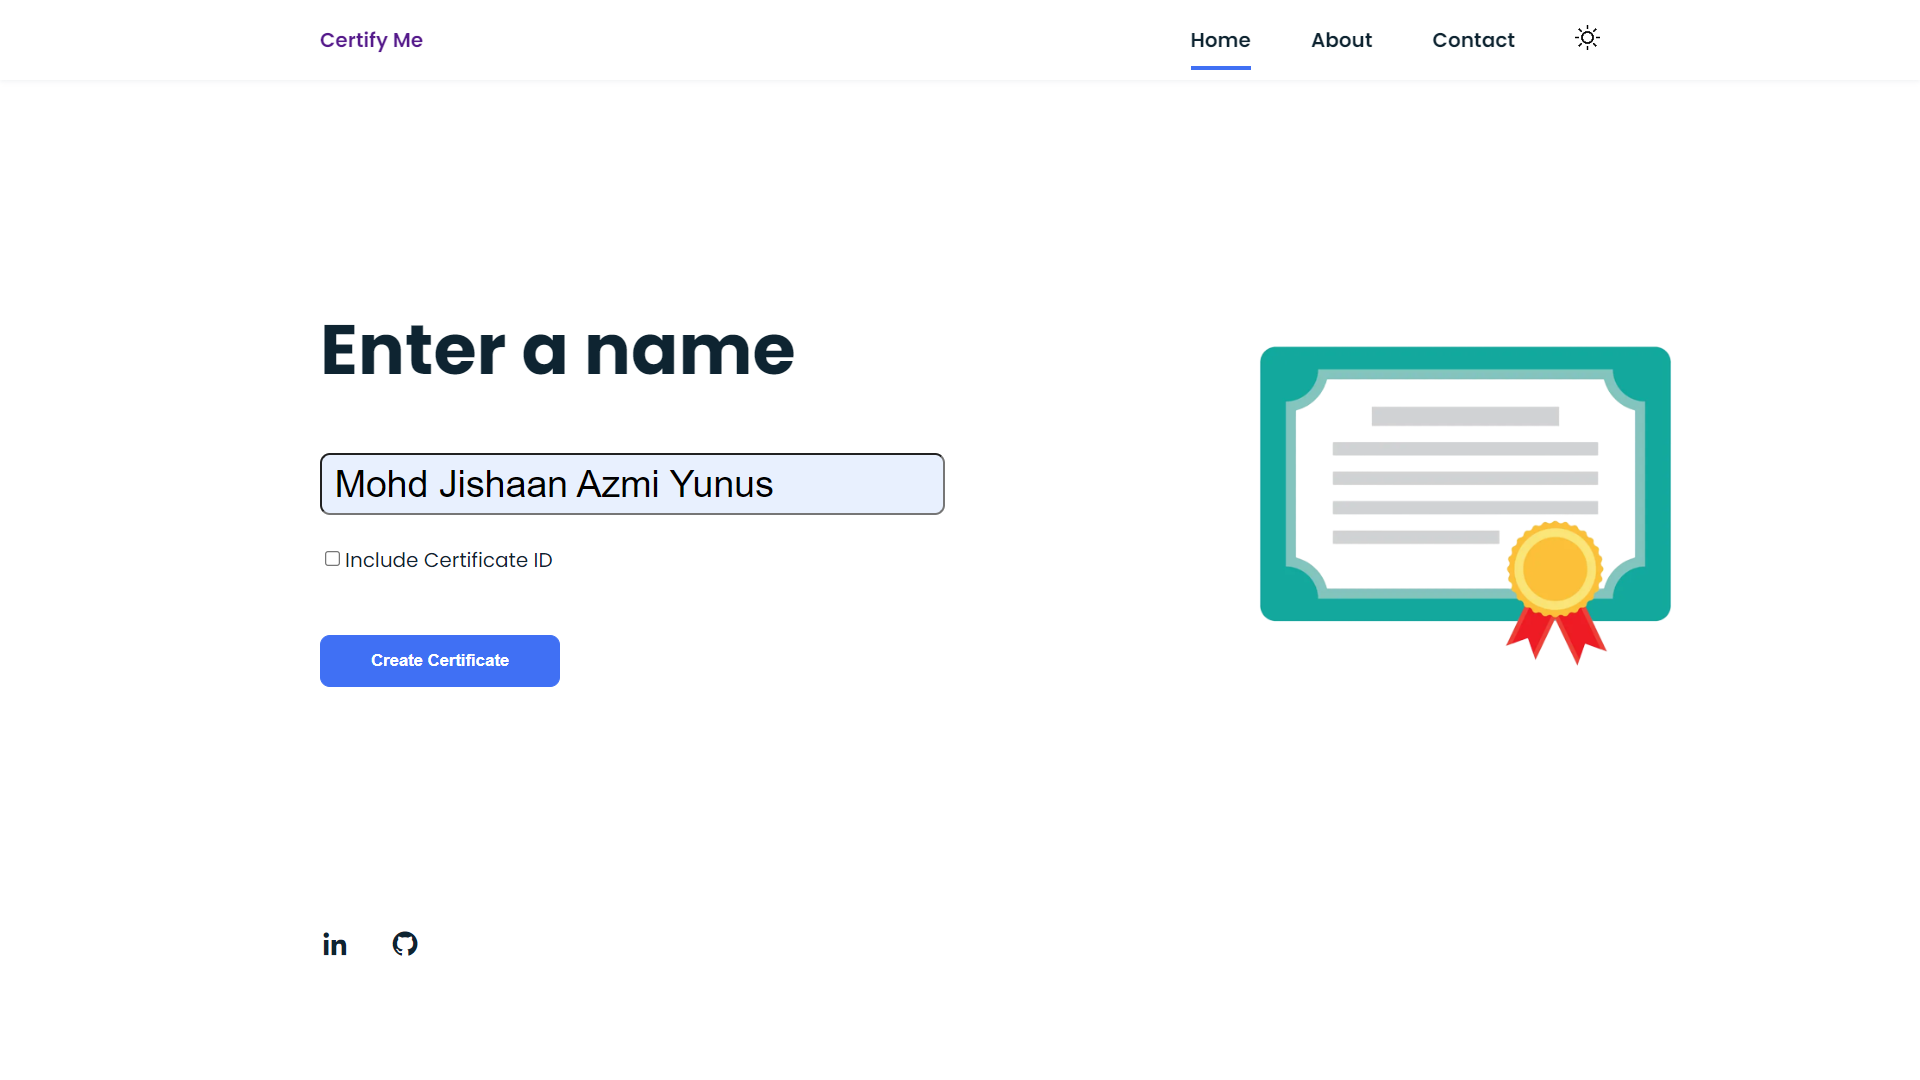 Certify Me
Home
About
Contact
Enter a name
Mohd Jishaan Azmi Yunus
Include Certificate ID
Create Certificate
in